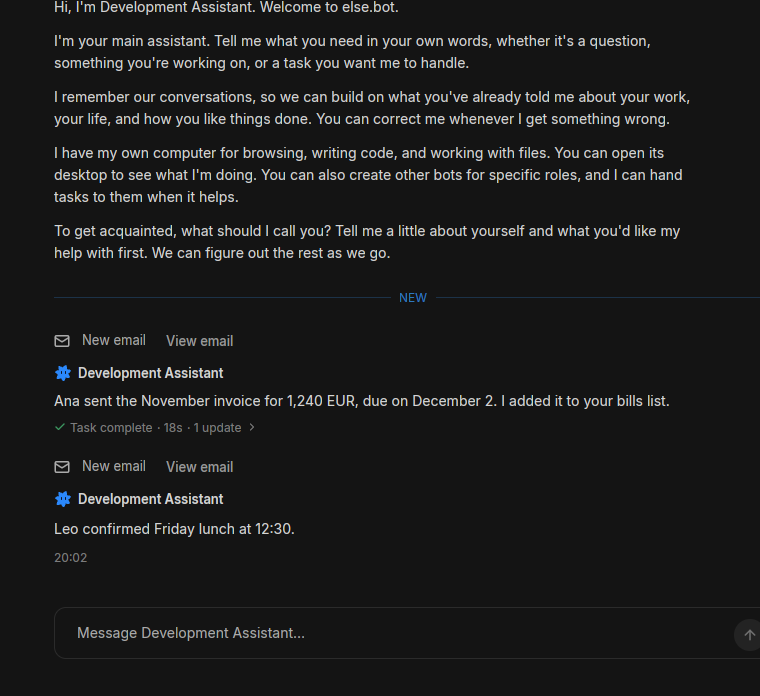 Hi, I'm Development Assistant. Welcome to else.bot.
I'm your main assistant. Tell me what you need in your own words, whether it's a question,
something you're working on, or a task you want me to handle.
I remember our conversations, so we can build on what you've already told me about your work,
your life, and how you like things done. You can correct me whenever I get something wrong.
I have my own computer for browsing, writing code, and working with files. You can open its
desktop to see what I'm doing. You can also create other bots for specific roles, and I can hand
tasks to them when it helps.
To get acquainted, what should I call you? Tell me a little about yourself and what you'd like my
help with first. We can figure out the rest as we go.
NEW
New email View email
Development Assistant
Ana sent the November invoice for 1,240 EUR, due on December 2. I added it to your bills list.
Task complete · 18s · 1 update
New email View email
Development Assistant
Leo confirmed Friday lunch at 12:30.
20:02
Message Development Assistant...